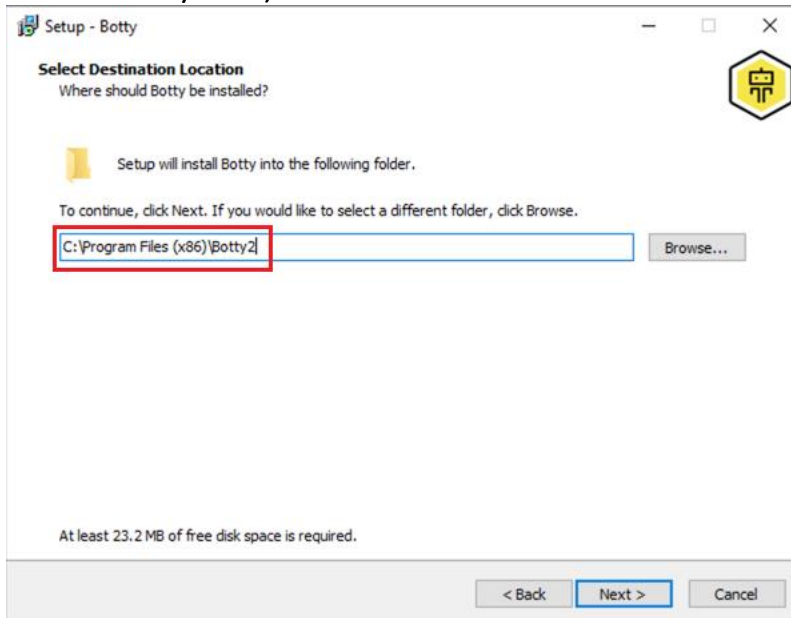 Setup - Botty
Select Destination Location
Where should Botty be installed?
Setup will install Botty into the following folder.
To continue, click Next. If you would like to select a different folder, click Browse.
C:\Program Files (x86)\Botty2
Browse...
At least 23.2 MB of free disk space is required.
< Back
Next >
Cancel